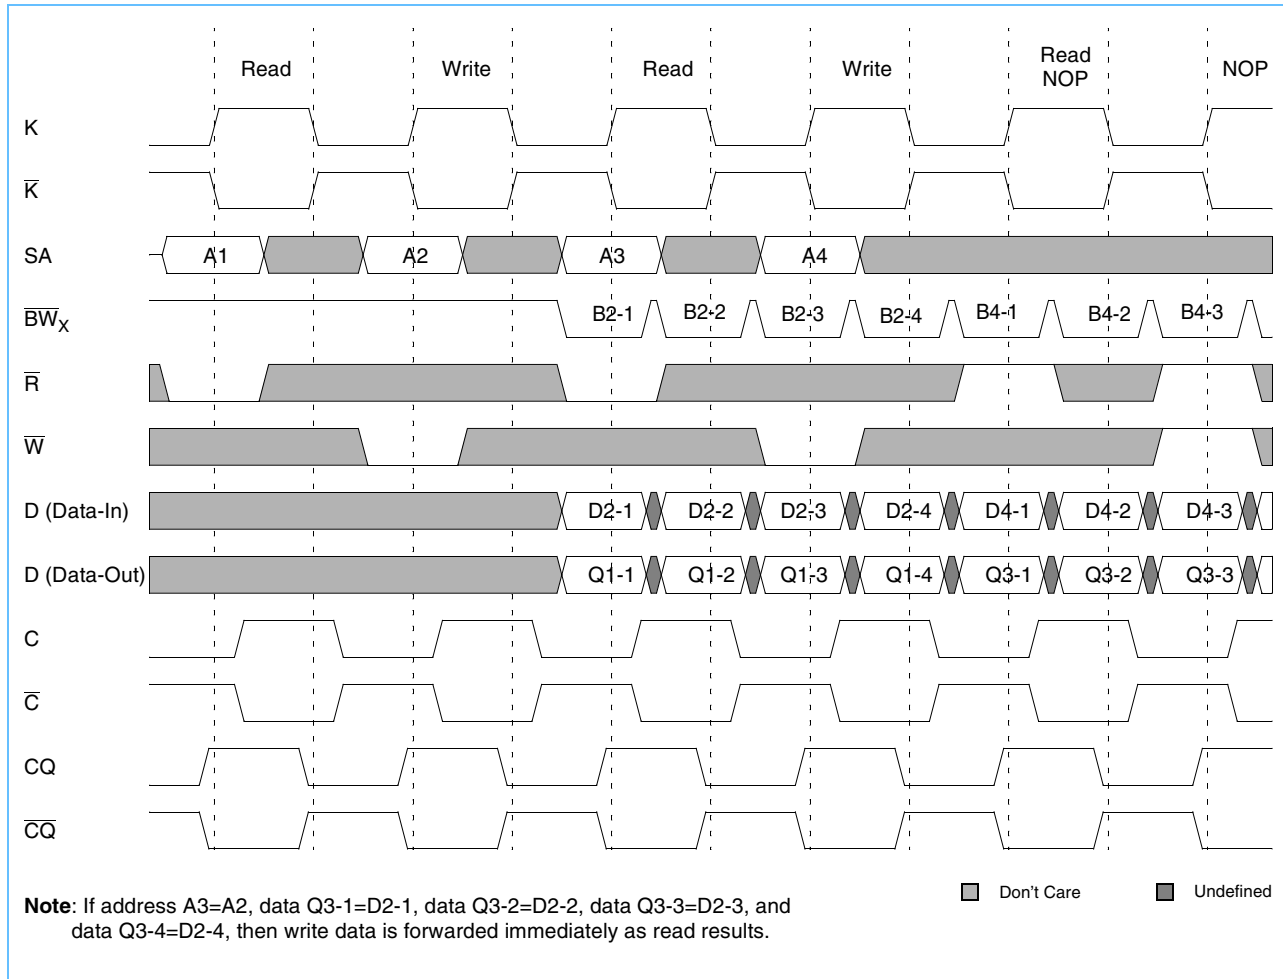 Read Write Read Write Read NOP
NOP
K
K̅
SA A1 A2 A3 A4
B̅W̅X B2-1 B2-2 B2-3 B2-4 B4-1 B4-2 B4-3
R̅
W̅
D (Data-In) D2-1 D2-2 D2-3 D2-4 D4-1 D4-2 D4-3
D (Data-Out) Q1-1 Q1-2 Q1-3 Q1-4 Q3-1 Q3-2 Q3-3
C
C̅
CQ
C̅Q̅
Don't Care Undefined
Note: If address A3=A2, data Q3-1=D2-1, data Q3-2=D2-2, data Q3-3=D2-3, and
data Q3-4=D2-4, then write data is forwarded immediately as read results.